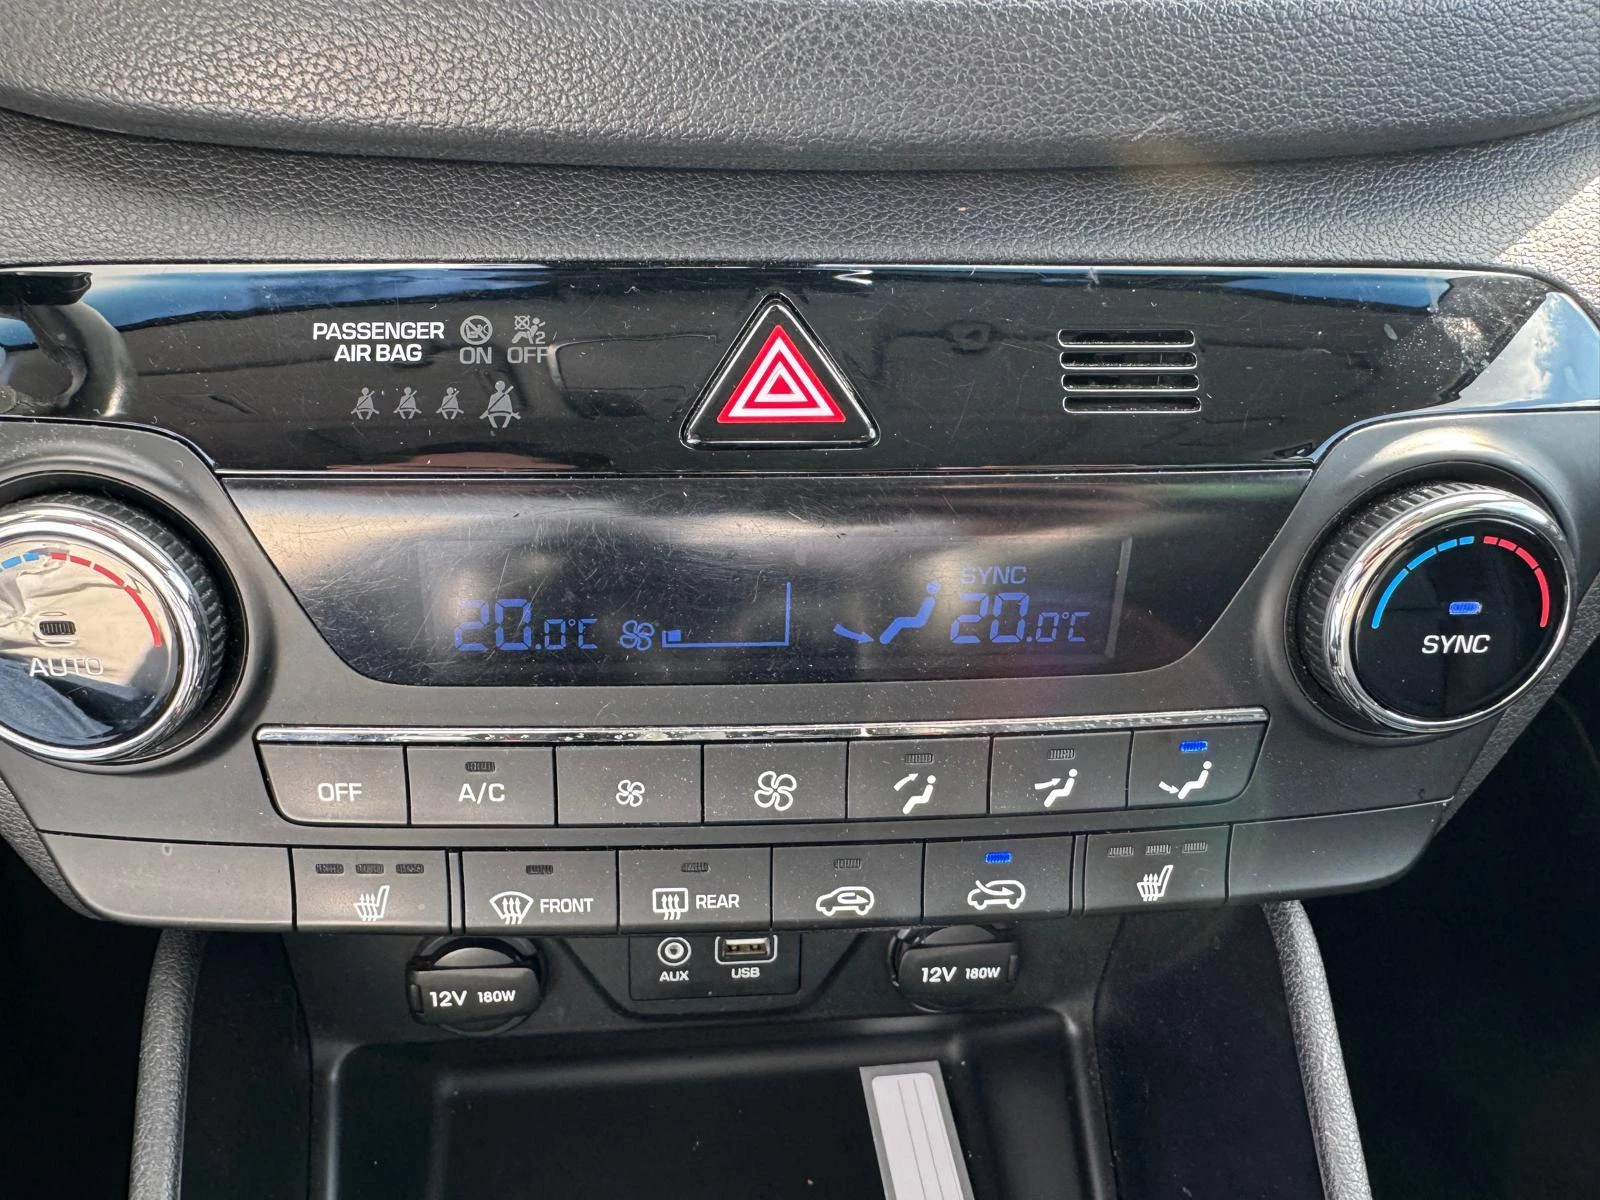 PASSENGER
AIR BAG
ON
OFF
2
SYNC
20.0°C
20.0°C
AUTO
SYNC
OFF
A/C
FRONT
REAR
12V 180W
AUX
USB
12V 180W